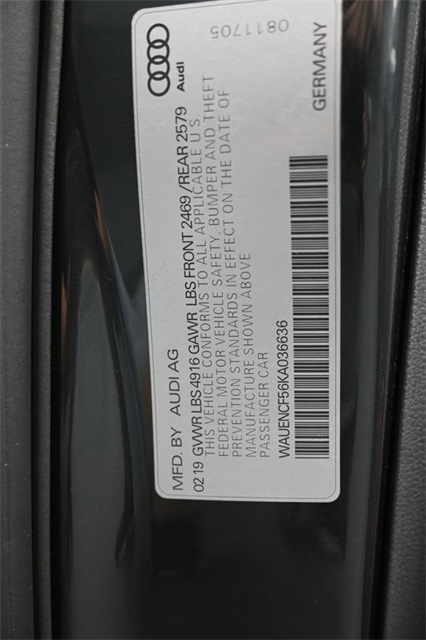 MFD. BY AUDI AG
Audi
02 19 GVWR LBS 4916 GAWR LBS FRONT 2469 /REAR 2579
THIS VEHICLE CONFORMS TO ALL APPLICABLE U S
FEDERAL MOTOR VEHICLE SAFETY, BUMPER AND THEFT
PREVENTION STANDARDS IN EFFECT ON THE DATE OF
MANUFACTURE SHOWN ABOVE
PASSENGER CAR
WAUENCF56KA036636
GERMANY
0811705